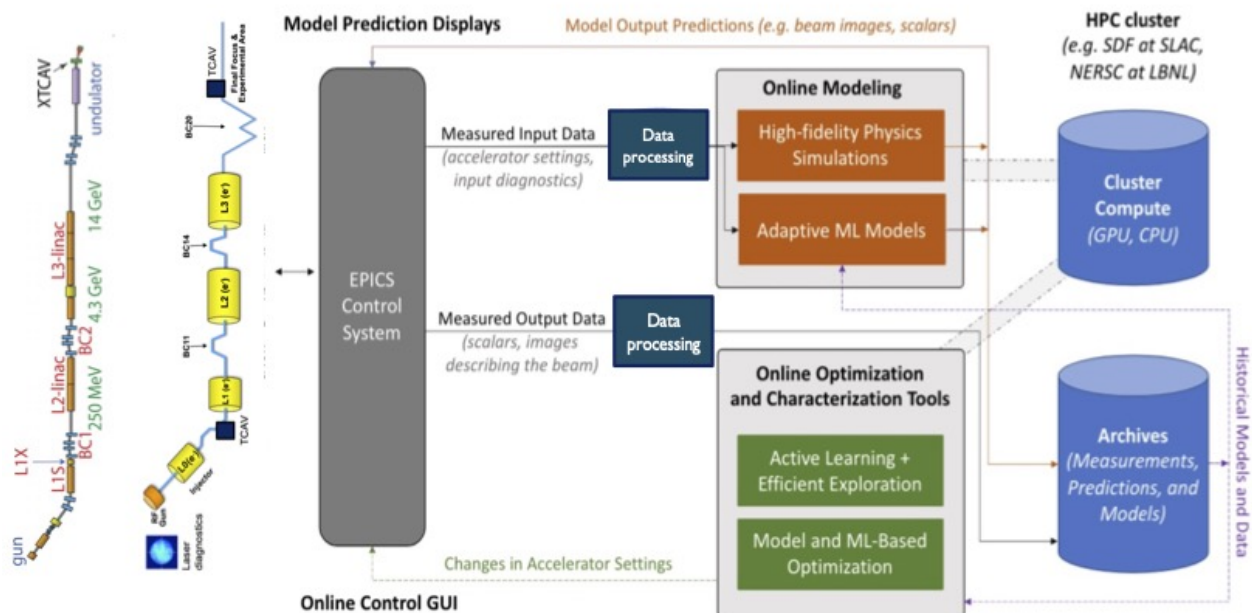 XTCAV
undulator
14 GeV
L3-linac
4.3 GeV
BC2
L2-linac
250 MeV
BC1
L1X
L1S
gun
TCAV
Final Focus &
Experimental Area
BC20
L3 (e-)
BC14
L2 (e-)
BC11
L1 (e-)
TCAV
L0(e-)
Injector
RF
Gun
Laser
diagnostics
Model Prediction Displays
Model Output Predictions (e.g. beam images, scalars)
EPICS
Control
System
Measured Input Data
(accelerator settings,
input diagnostics)
Data
processing
Online Modeling
High-fidelity Physics
Simulations
Adaptive ML Models
Measured Output Data
(scalars, images
describing the beam)
Data
processing
Online Optimization
and Characterization Tools
Active Learning +
Efficient Exploration
Model and ML-Based
Optimization
Changes in Accelerator Settings
Online Control GUI
HPC cluster
(e.g. SDF at SLAC,
NERSC at LBNL)
Cluster
Compute
(GPU, CPU)
Archives
(Measurements,
Predictions, and
Models)
Historical Models and Data